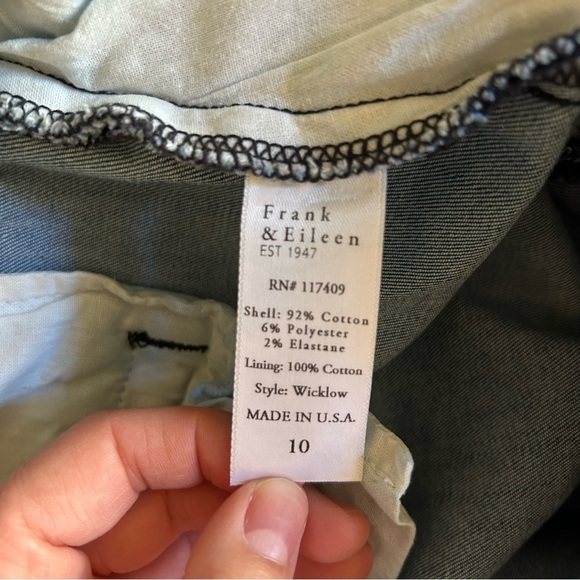 Frank
& Eileen
EST 1947
RN# 117409
Shell: 92% Cotton
6% Polyester
2% Elastane
Lining: 100% Cotton
Style: Wicklow
MADE IN U.S.A.
10